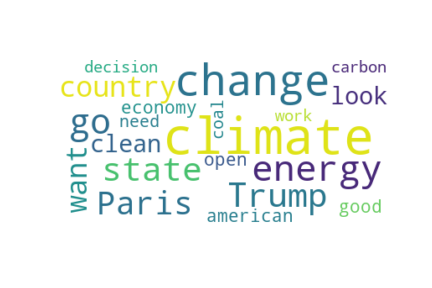 decision
carbon
country
change
look
economy
coal
work
go
need
climate
clean
want
open
energy
state
Trump
Paris
american
good